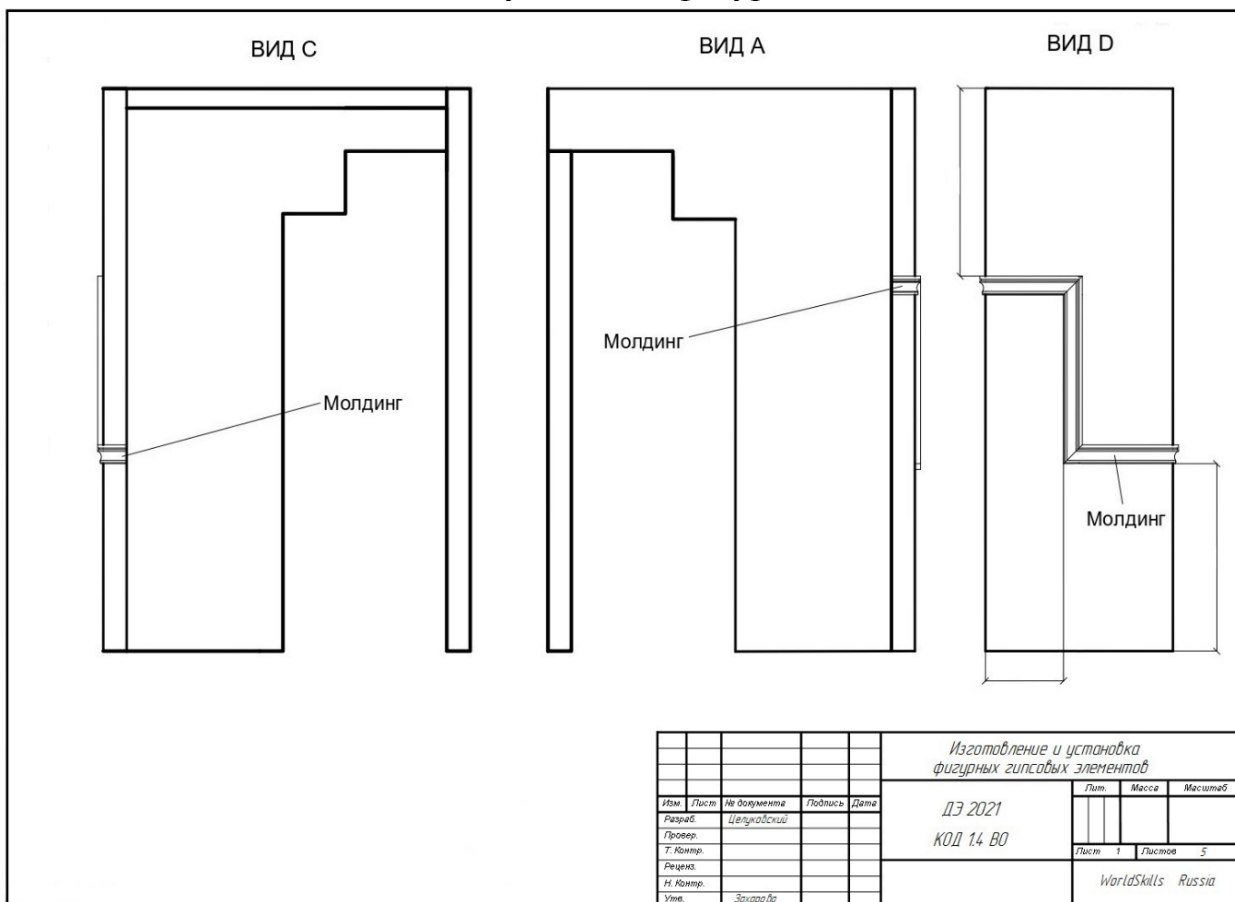 ВИД C
ВИД A
ВИД D
Молдинг
Молдинг
Молдинг
Изготовление и установка
фигурных гипсовых элементов
Изм. Лист № документа Подпись Дата
Разраб. Целуковский
Провер.
Т. Контр.
Реценз.
Н. Контр.
Утв. Захарова
ДЭ 2021
КОД 1.4 ВО
Лит. Масса Масштаб
Лист 1 Листов 5
WorldSkills Russia